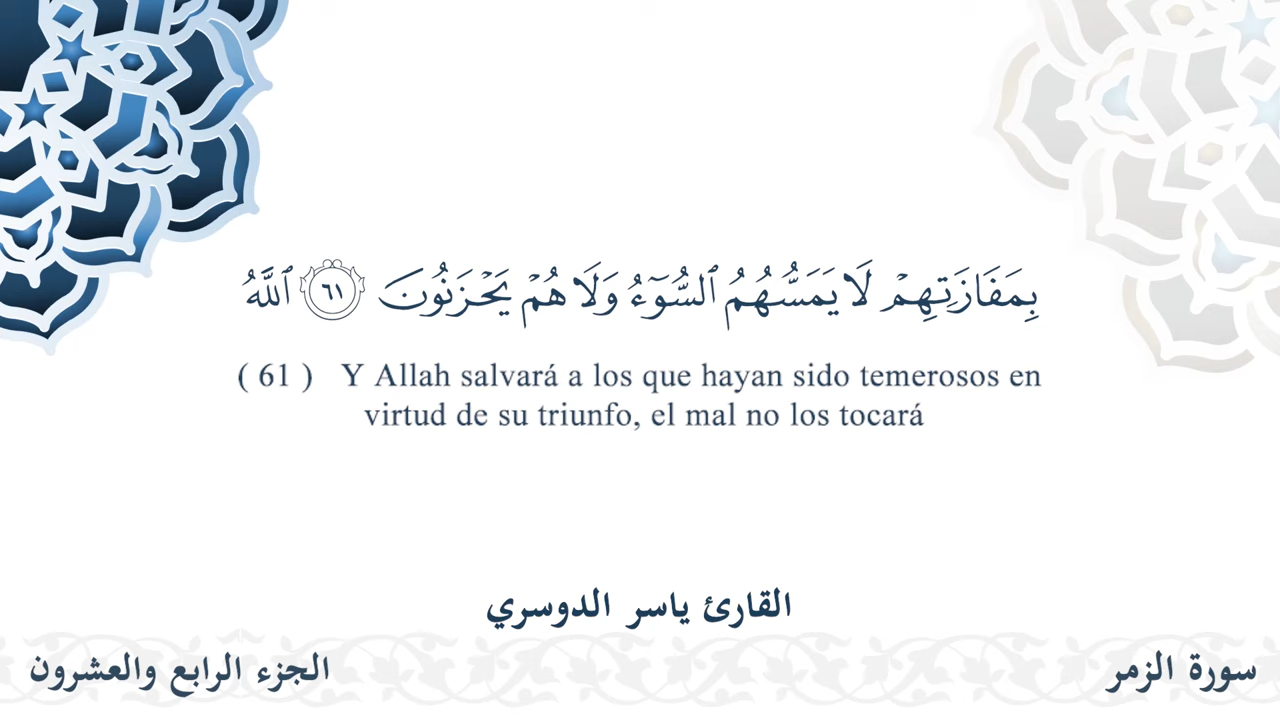 بِمَفَازَتِهِمۡ لَا يَمَسُّهُمُ ٱلسُّوٓءُ وَلَا هُمۡ يَحۡزَنُونَ ٦١ ٱللَّهُ
( 61 ) Y Allah salvará a los que hayan sido temerosos en
virtud de su triunfo, el mal no los tocará
القارئ ياسر الدوسري
سورة الزمر
الجزء الرابع والعشرون